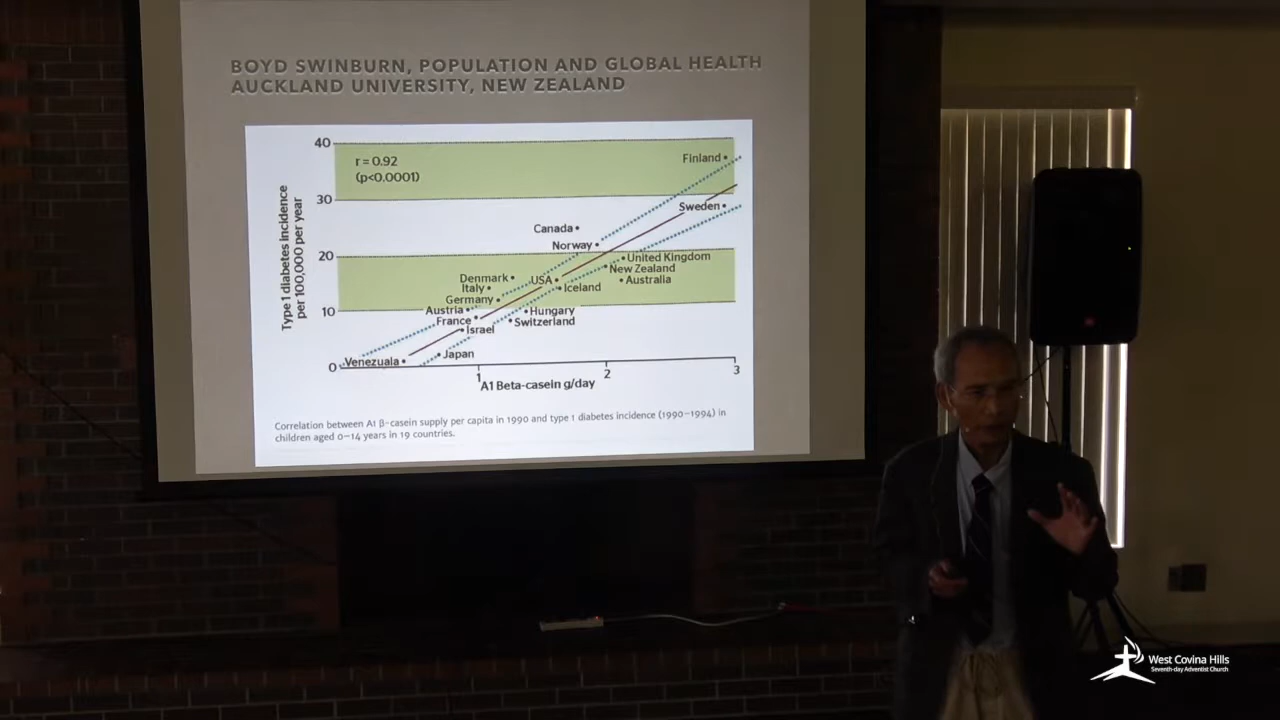 BOYD SWINBURN, POPULATION AND GLOBAL HEALTH
AUCKLAND UNIVERSITY, NEW ZEALAND
40
r = 0.92
(p<0.0001)
Finland
30
Sweden
Canada
Norway
20
United Kingdom
New Zealand
Denmark
USA
Australia
Italy
Iceland
Germany
10
Austria
Hungary
France
Switzerland
Israel
Japan
Venezuala
0
1
2
3
Type 1 diabetes incidence
per 100,000 per year
A1 Beta-casein g/day
Correlation between A1 β-casein supply per capita in 1990 and type 1 diabetes incidence (1990–1994) in
children aged 0–14 years in 19 countries.
West Covina Hills
Seventh-day Adventist Church